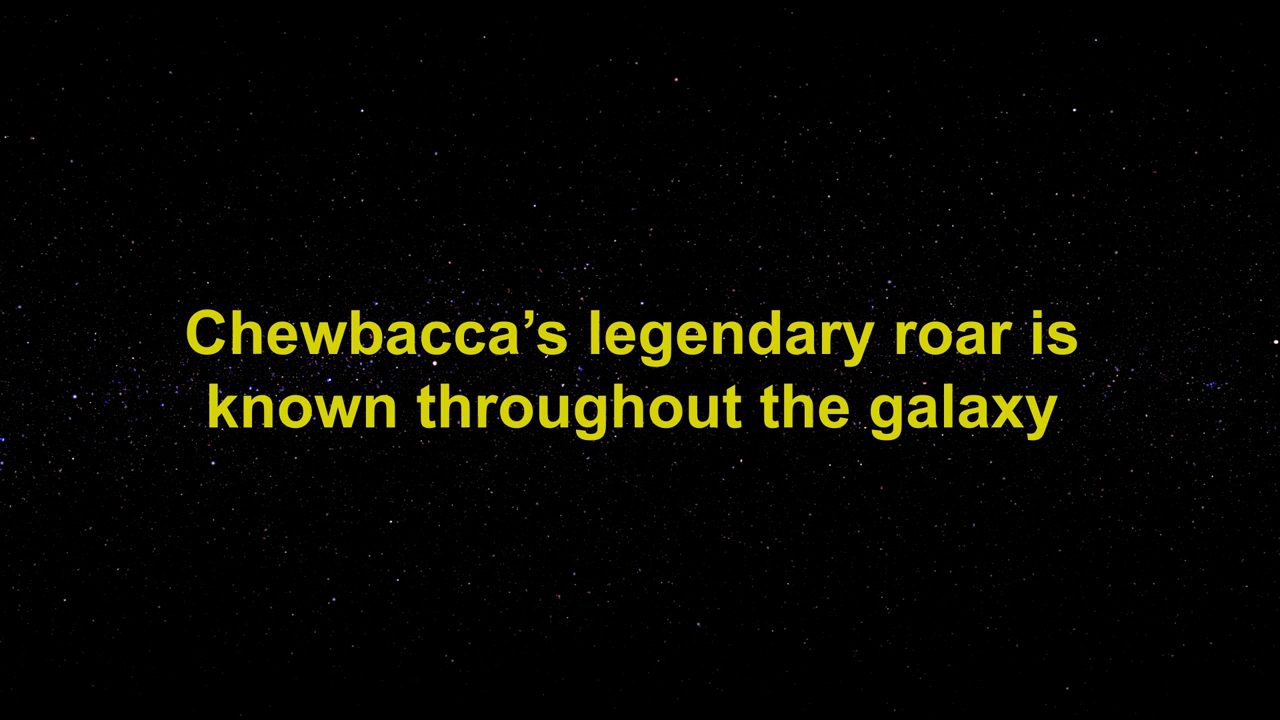 Chewbacca’s legendary roar is
known throughout the galaxy